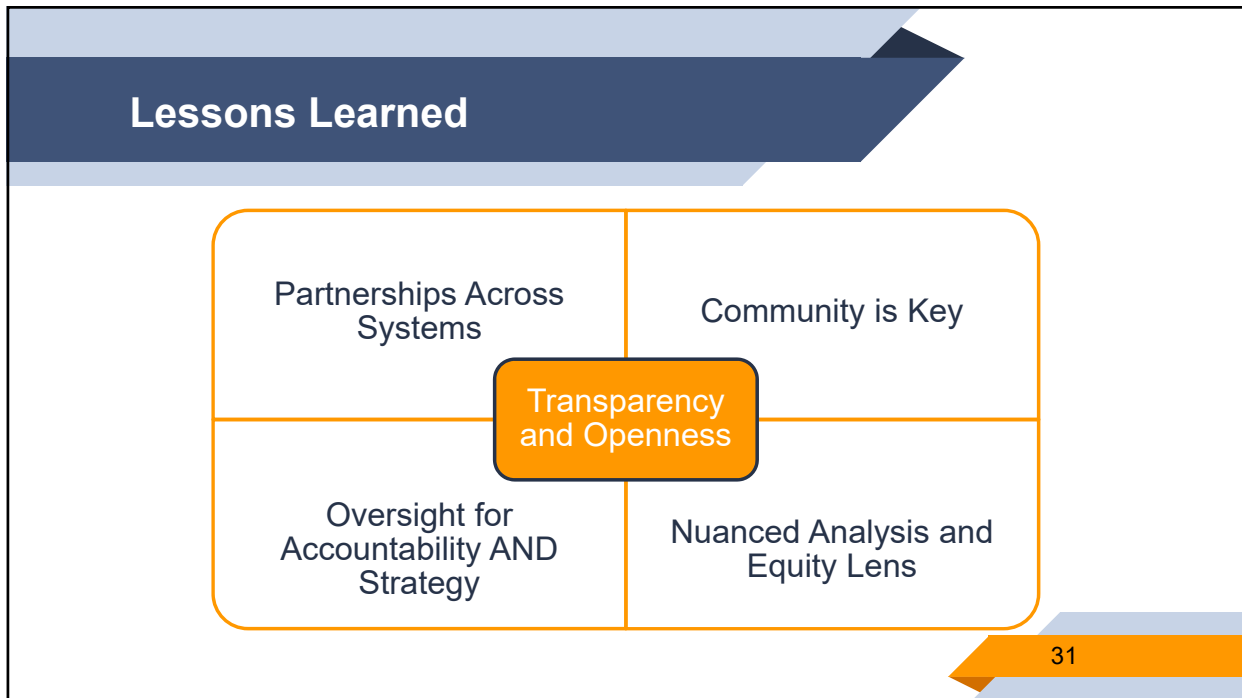 Lessons Learned
Partnerships Across
Systems
Community is Key
Transparency
and Openness
Oversight for
Accountability AND
Strategy
Nuanced Analysis and
Equity Lens
31